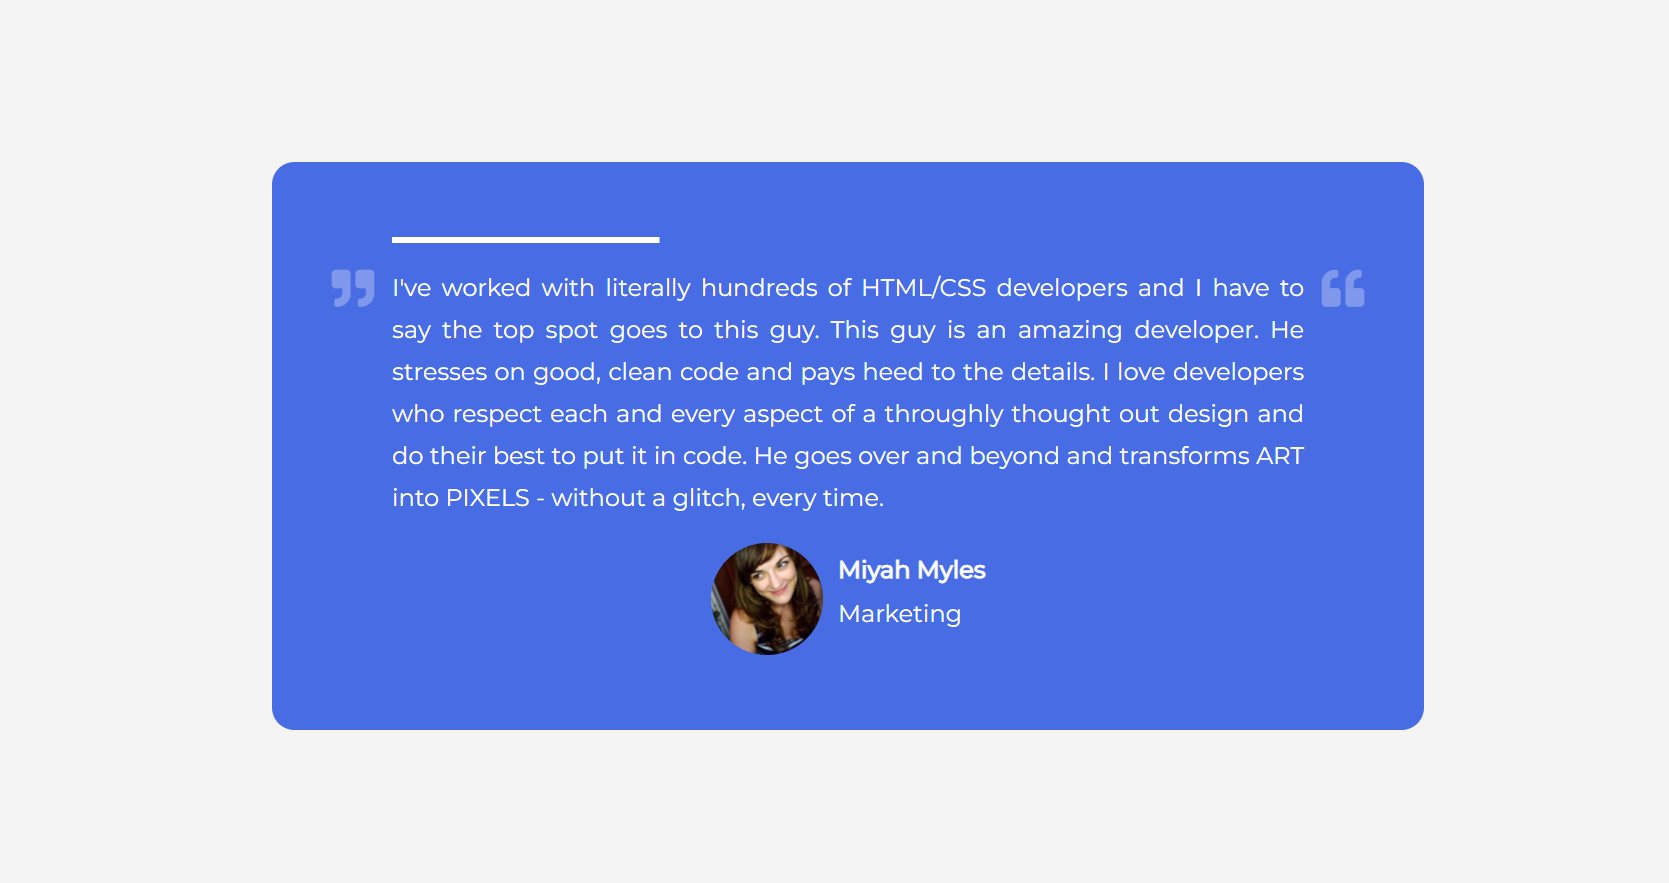 I've worked with literally hundreds of HTML/CSS developers and I have to
say the top spot goes to this guy. This guy is an amazing developer. He
stresses on good, clean code and pays heed to the details. I love developers
who respect each and every aspect of a throughly thought out design and
do their best to put it in code. He goes over and beyond and transforms ART
into PIXELS - without a glitch, every time.
Miyah Myles
Marketing